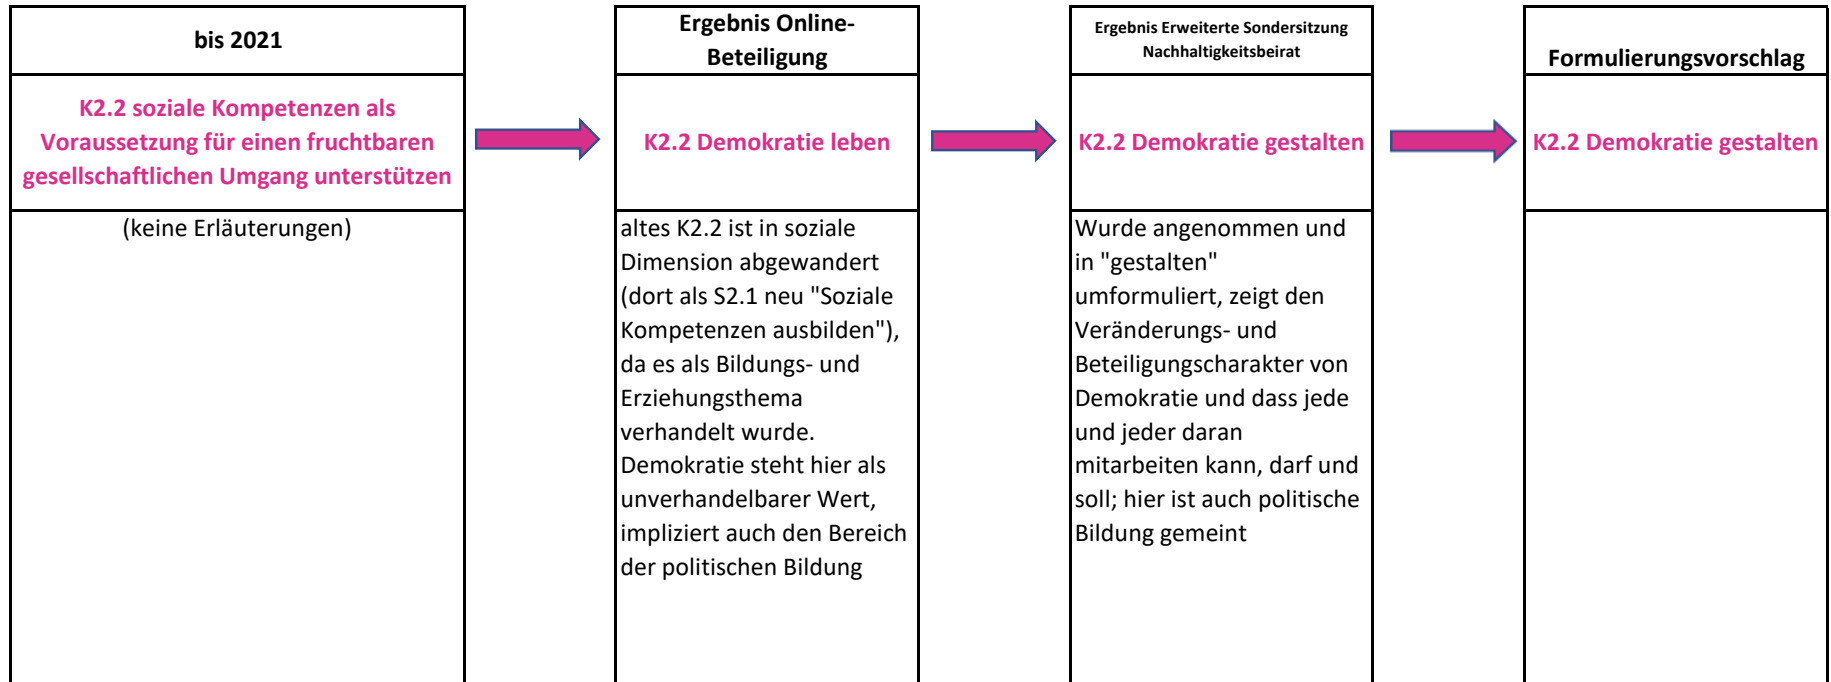 bis 2021
K2.2 soziale Kompetenzen als
Voraussetzung für einen fruchtbaren
gesellschaftlichen Umgang unterstützen
(keine Erläuterungen)
Ergebnis Online-
Beteiligung
K2.2 Demokratie leben
altes K2.2 ist in soziale
Dimension abgewandert
(dort als S2.1 neu "Soziale
Kompetenzen ausbilden"),
da es als Bildungs- und
Erziehungsthema
verhandelt wurde.
Demokratie steht hier als
unverhandelbarer Wert,
impliziert auch den Bereich
der politischen Bildung
Ergebnis Erweiterte Sondersitzung
Nachhaltigkeitsbeirat
K2.2 Demokratie gestalten
Wurde angenommen und
in "gestalten"
umformuliert, zeigt den
Veränderungs- und
Beteiligungscharakter von
Demokratie und dass jede
und jeder daran
mitarbeiten kann, darf und
soll; hier ist auch politische
Bildung gemeint
Formulierungsvorschlag
K2.2 Demokratie gestalten